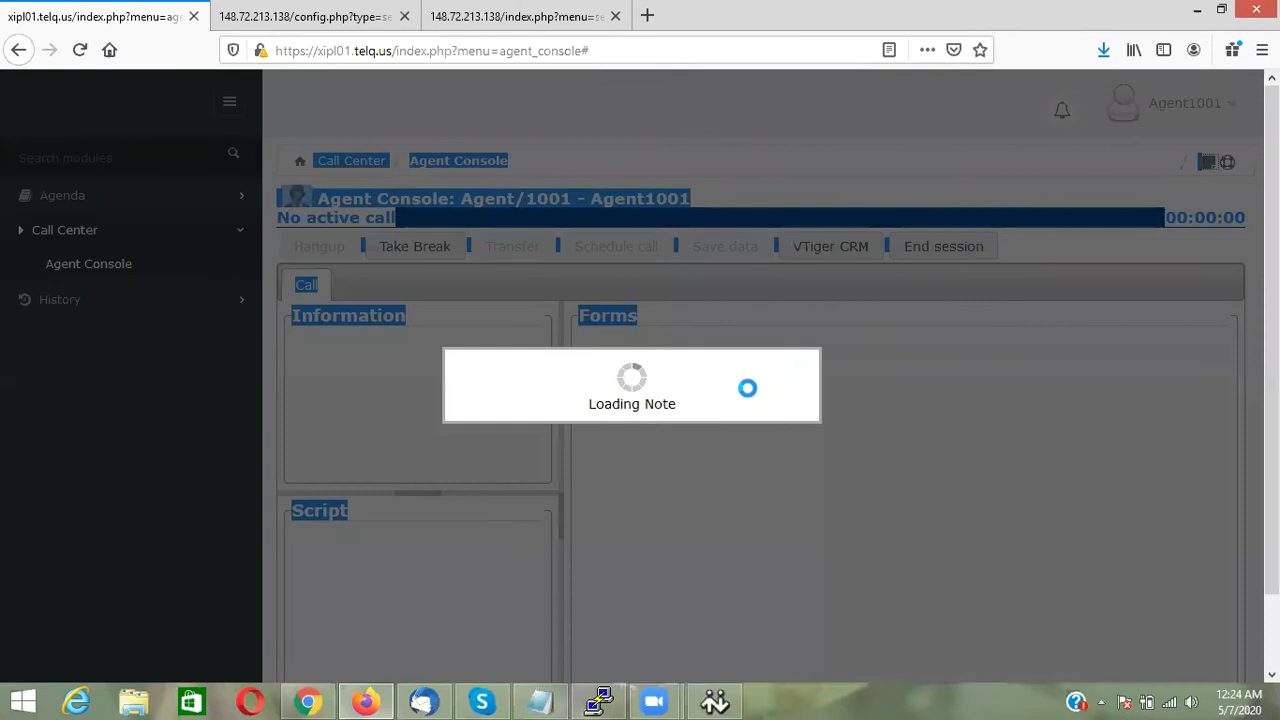 xipl01.telq.us/index.php?menu=age
148.72.213.138/config.php?type=se
148.72.213.138/index.php?menu=se
https://xipl01.telq.us/index.php?menu=agent_console#
Agent1001
Search modules
Call Center
Agent Console
Agenda
Agent Console: Agent/1001 - Agent1001
No active call
00:00:00
Call Center
Hangup
Take Break
Transfer
Schedule call
Save data
VTiger CRM
End session
Agent Console
Call
History
Information
Forms
Loading Note
Script
12:24 AM
5/7/2020